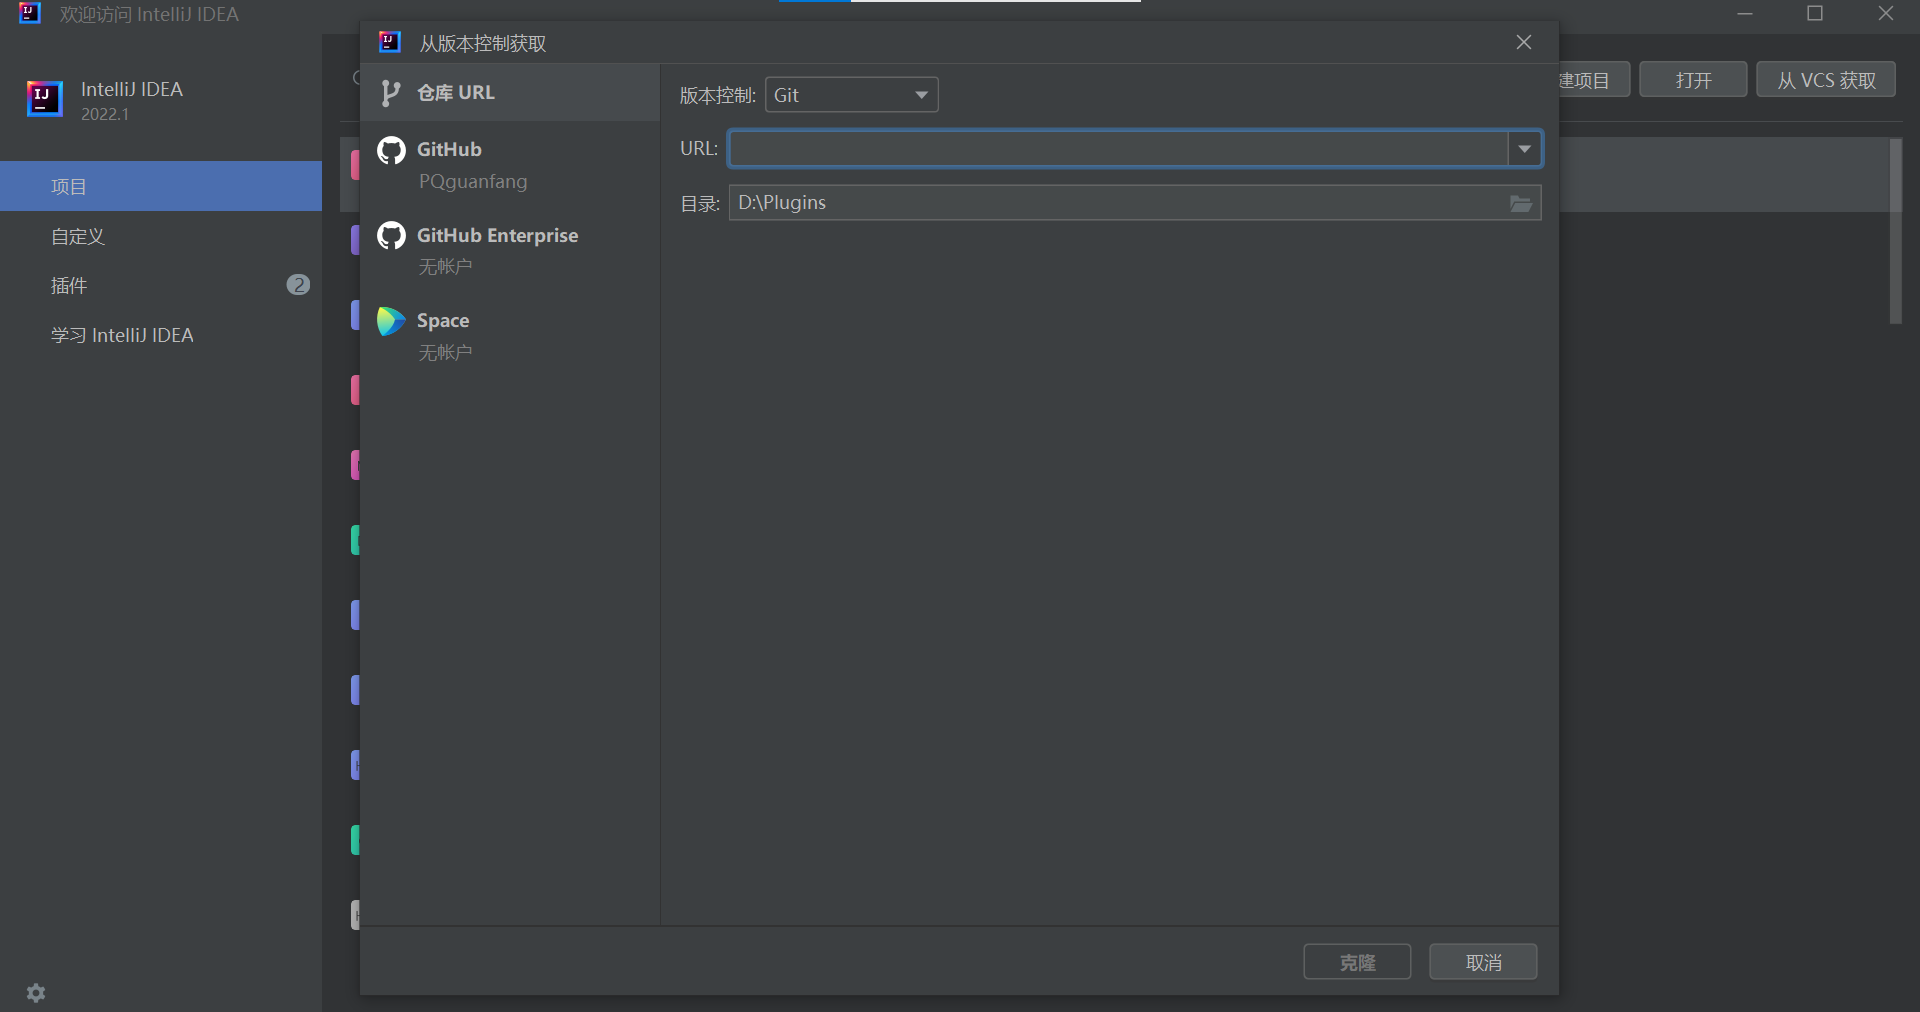 欢迎访问 IntelliJ IDEA
IntelliJ IDEA
2022.1
项目
自定义
插件
2
学习 IntelliJ IDEA
从版本控制获取
仓库 URL
GitHub
PQguanfang
GitHub Enterprise
无帐户
Space
无帐户
版本控制: Git
URL:
目录: D:\Plugins
克隆
取消
建项目
打开
从 VCS 获取